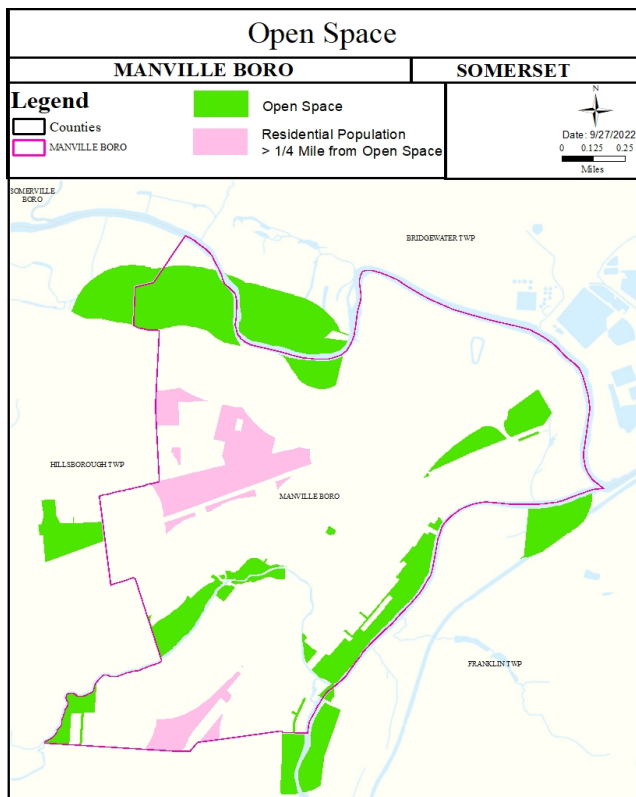 Open Space
MANVILLE BORO
SOMERSET
Legend
Counties
MANVILLE BORO
Open Space
Residential Population
> 1/4 Mile from Open Space
N
Date: 9/27/2022
0 0.125 0.25
Miles
SOMERVILLE
BORO
BRIDGEWATER TWP
HILLSBOROUGH TWP
MANVILLE BORO
FRANKLIN TWP